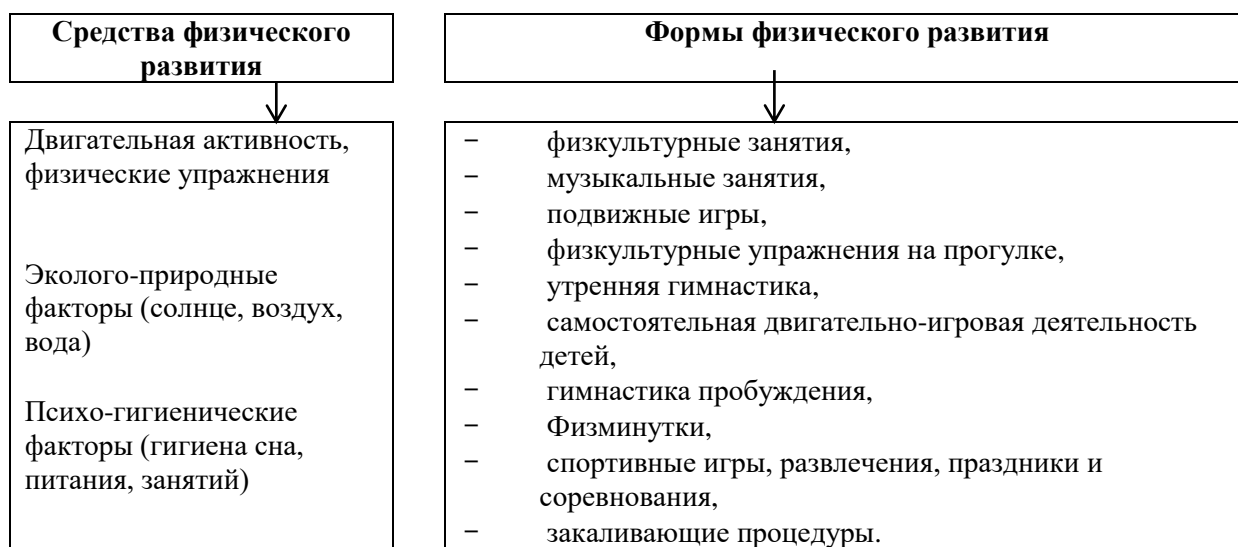 Средства физического
развития
Формы физического развития
Двигательная активность,
физические упражнения
Эколого-природные
факторы (солнце, воздух,
вода)
Психо-гигиенические
факторы (гигиена сна,
питания, занятий)
− физкультурные занятия,
− музыкальные занятия,
− подвижные игры,
− физкультурные упражнения на прогулке,
− утренняя гимнастика,
− самостоятельная двигательно-игровая деятельность
детей,
− гимнастика пробуждения,
− Физминутки,
− спортивные игры, развлечения, праздники и
соревнования,
− закаливающие процедуры.